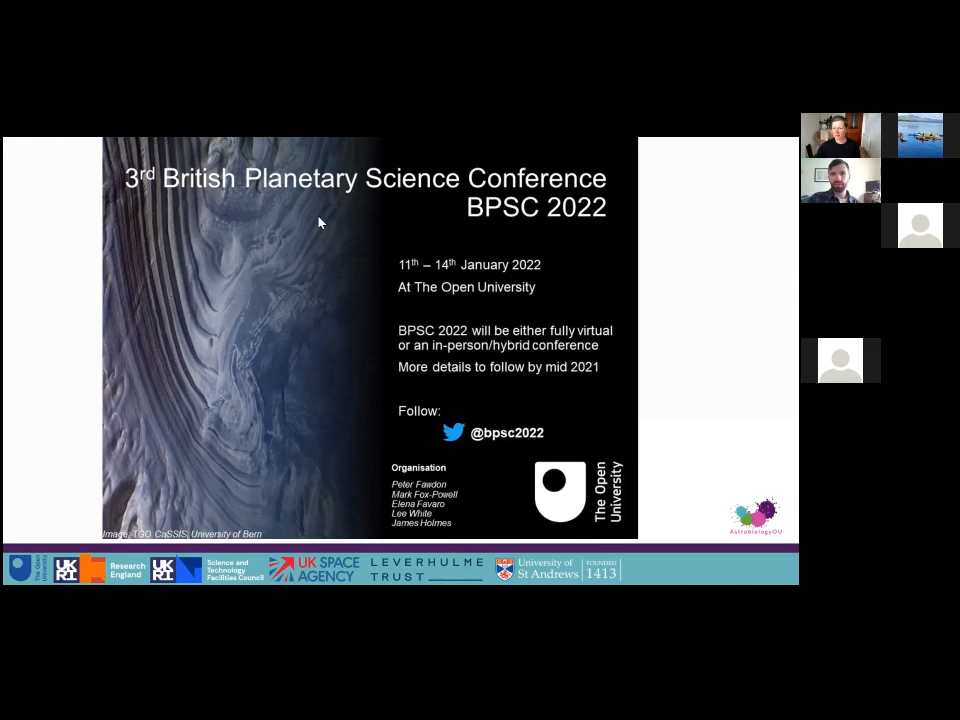 3rd British Planetary Science Conference
BPSC 2022
11th – 14th January 2022
At The Open University
BPSC 2022 will be either fully virtual
or an in-person/hybrid conference
More details to follow by mid 2021
Follow:
@bpsc2022
Organisation
Peter Fawdon
Mark Fox-Powell
Elena Favaro
Lee White
James Holmes
The Open
University
Image: TGO CaSSIS, University of Bern
AstrobiologyOU
The Open
University
UKRI
Research
England
UKRI
Science and
Technology
Facilities Council
UK SPACE
AGENCY
LEVERHULME
TRUST
University of
St Andrews
FOUNDED
1413